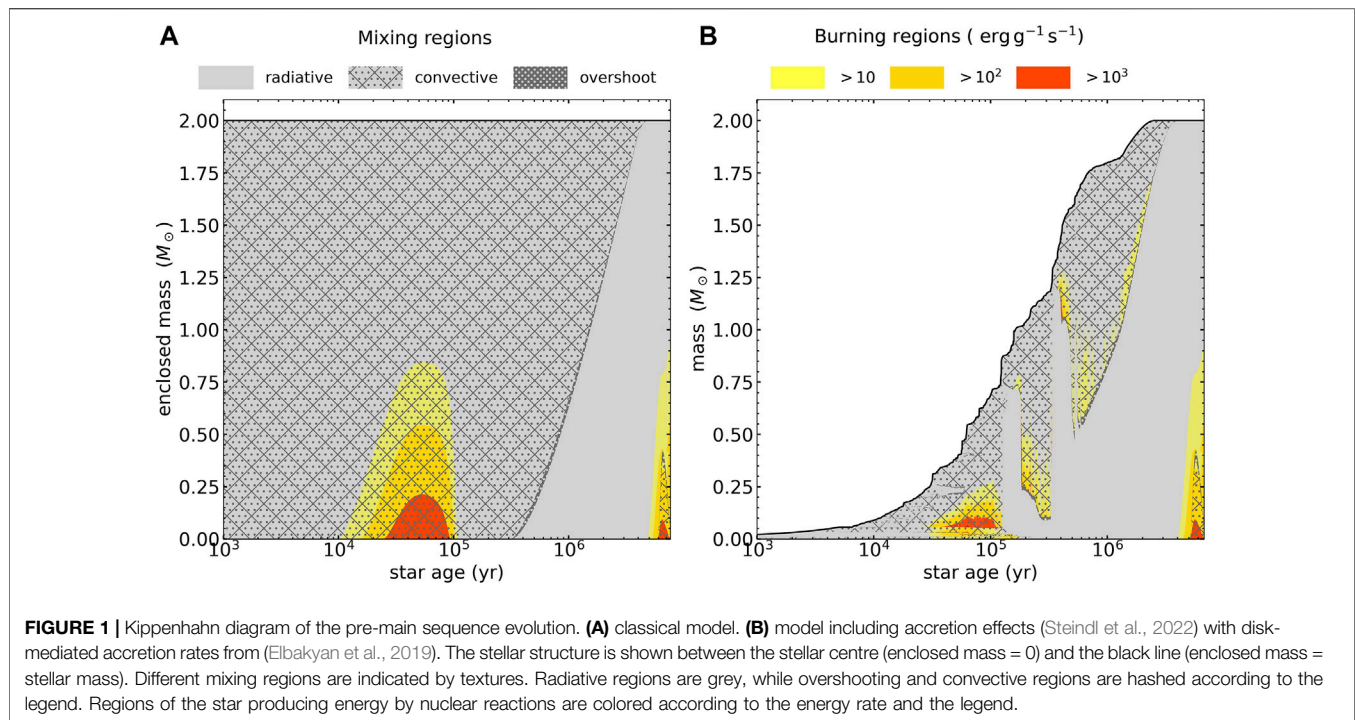 A Mixing regions
radiative convective overshoot
2.00
1.75
1.50
1.25
1.00
0.75
0.50
0.25
0.00
enclosed mass (M⊙)
10³ 10⁴ 10⁵ 10⁶
star age (yr)
B Burning regions ( erg g⁻¹ s⁻¹)
> 10 > 10² > 10³
2.00
1.75
1.50
1.25
1.00
0.75
0.50
0.25
0.00
mass (M⊙)
10³ 10⁴ 10⁵ 10⁶
star age (yr)
FIGURE 1 | Kippenhahn diagram of the pre-main sequence evolution. (A) classical model. (B) model including accretion effects (Steindl et al., 2022) with disk-
mediated accretion rates from (Elbakyan et al., 2019). The stellar structure is shown between the stellar centre (enclosed mass = 0) and the black line (enclosed mass =
stellar mass). Different mixing regions are indicated by textures. Radiative regions are grey, while overshooting and convective regions are hashed according to the
legend. Regions of the star producing energy by nuclear reactions are colored according to the energy rate and the legend.